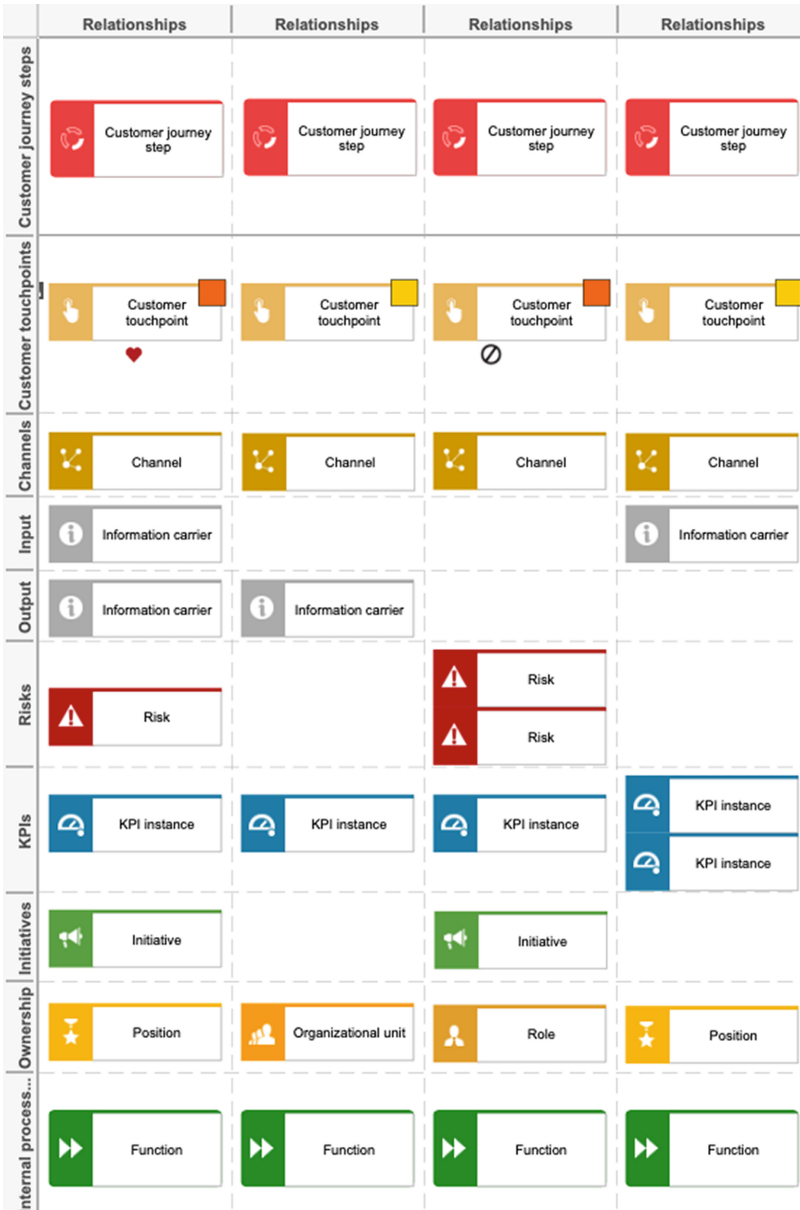 Relationships
Relationships
Relationships
Relationships
Customer journey steps
Customer journey
step
Customer journey
step
Customer journey
step
Customer journey
step
Customer touchpoints
Customer
touchpoint
Customer
touchpoint
Customer
touchpoint
Customer
touchpoint
Channels
Channel
Channel
Channel
Channel
Input
Information carrier
Information carrier
Output
Information carrier
Information carrier
Risks
Risk
Risk
Risk
KPIs
KPI instance
KPI instance
KPI instance
KPI instance
KPI instance
Initiatives
Initiative
Initiative
Ownership
Position
Organizational unit
Role
Position
nternal process...
Function
Function
Function
Function